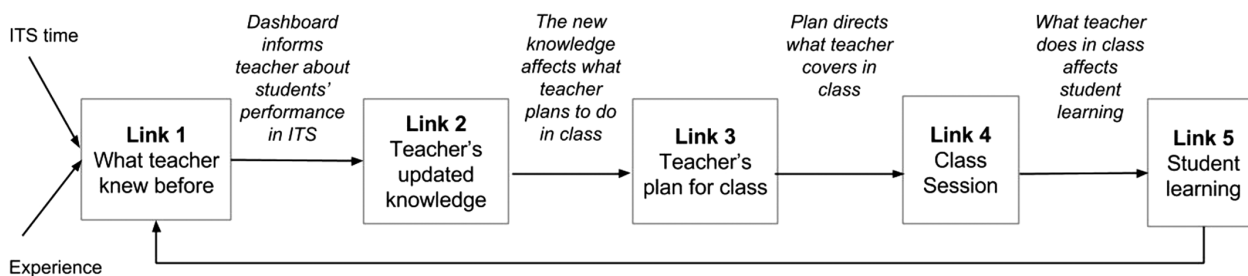 ITS time
Experience
Link 1
What teacher
knew before
Dashboard
informs
teacher about
students’
performance
in ITS
Link 2
Teacher’s
updated
knowledge
The new
knowledge
affects what
teacher
plans to do
in class
Link 3
Teacher’s
plan for class
Plan directs
what teacher
covers in
class
Link 4
Class
Session
What teacher
does in class
affects
student
learning
Link 5
Student
learning